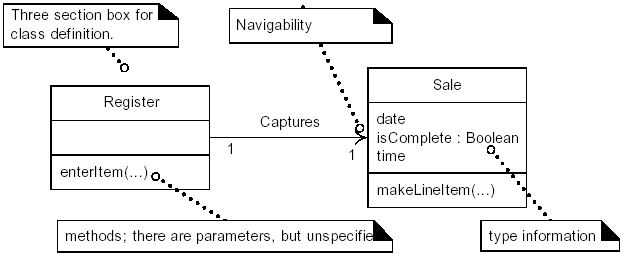 Three section box for
class definition.
Navigability
Register
enterItem(...)
Captures
1
1
Sale
date
isComplete : Boolean
time
makeLineItem(...)
methods; there are parameters, but unspecifie
type information